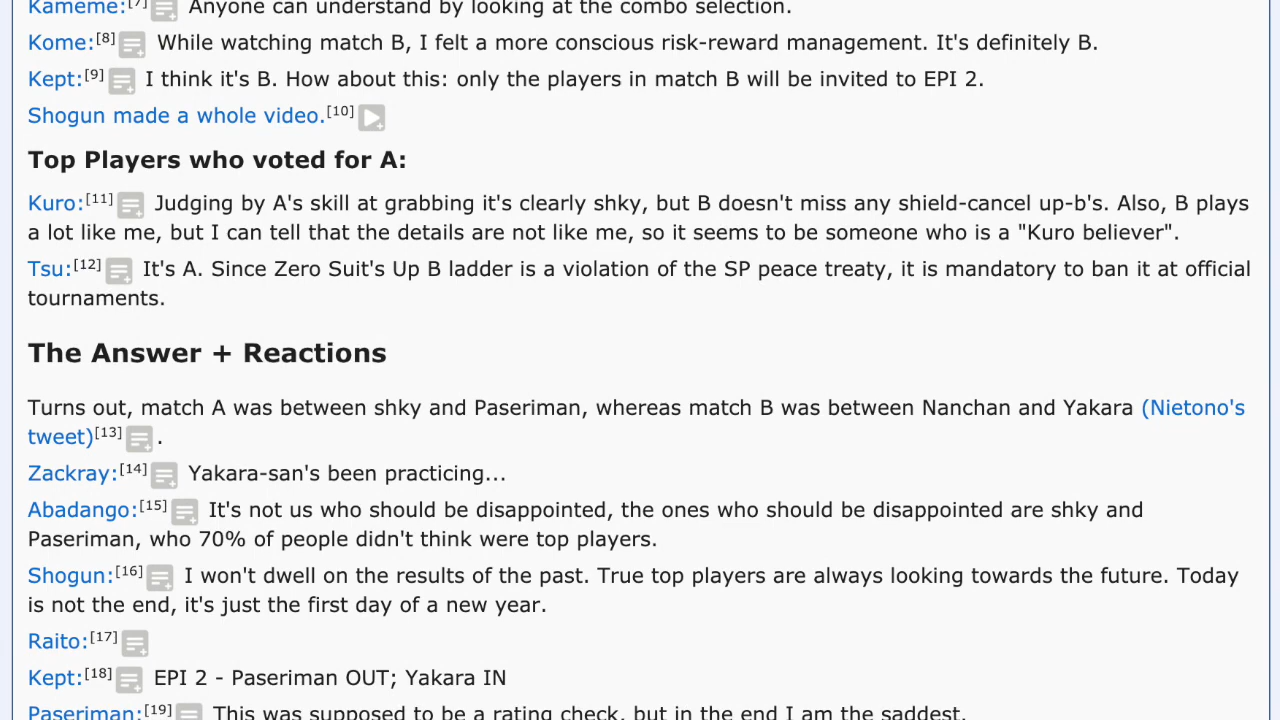 Kameme:[7] Anyone can understand by looking at the combo selection.
Kome:[8] While watching match B, I felt a more conscious risk-reward management. It's definitely B.
Kept:[9] I think it's B. How about this: only the players in match B will be invited to EPI 2.
Shogun made a whole video.[10]
Top Players who voted for A:
Kuro:[11] Judging by A's skill at grabbing it's clearly shky, but B doesn't miss any shield-cancel up-b's. Also, B plays
a lot like me, but I can tell that the details are not like me, so it seems to be someone who is a "Kuro believer".
Tsu:[12] It's A. Since Zero Suit's Up B ladder is a violation of the SP peace treaty, it is mandatory to ban it at official
tournaments.
The Answer + Reactions
Turns out, match A was between shky and Paseriman, whereas match B was between Nanchan and Yakara (Nietono's
tweet)[13] .
Zackray:[14] Yakara-san's been practicing...
Abadango:[15] It's not us who should be disappointed, the ones who should be disappointed are shky and
Paseriman, who 70% of people didn't think were top players.
Shogun:[16] I won't dwell on the results of the past. True top players are always looking towards the future. Today
is not the end, it's just the first day of a new year.
Raito:[17]
Kept:[18] EPI 2 - Paseriman OUT; Yakara IN
Paseriman:[19] This was supposed to be a rating check, but in the end I am the saddest.